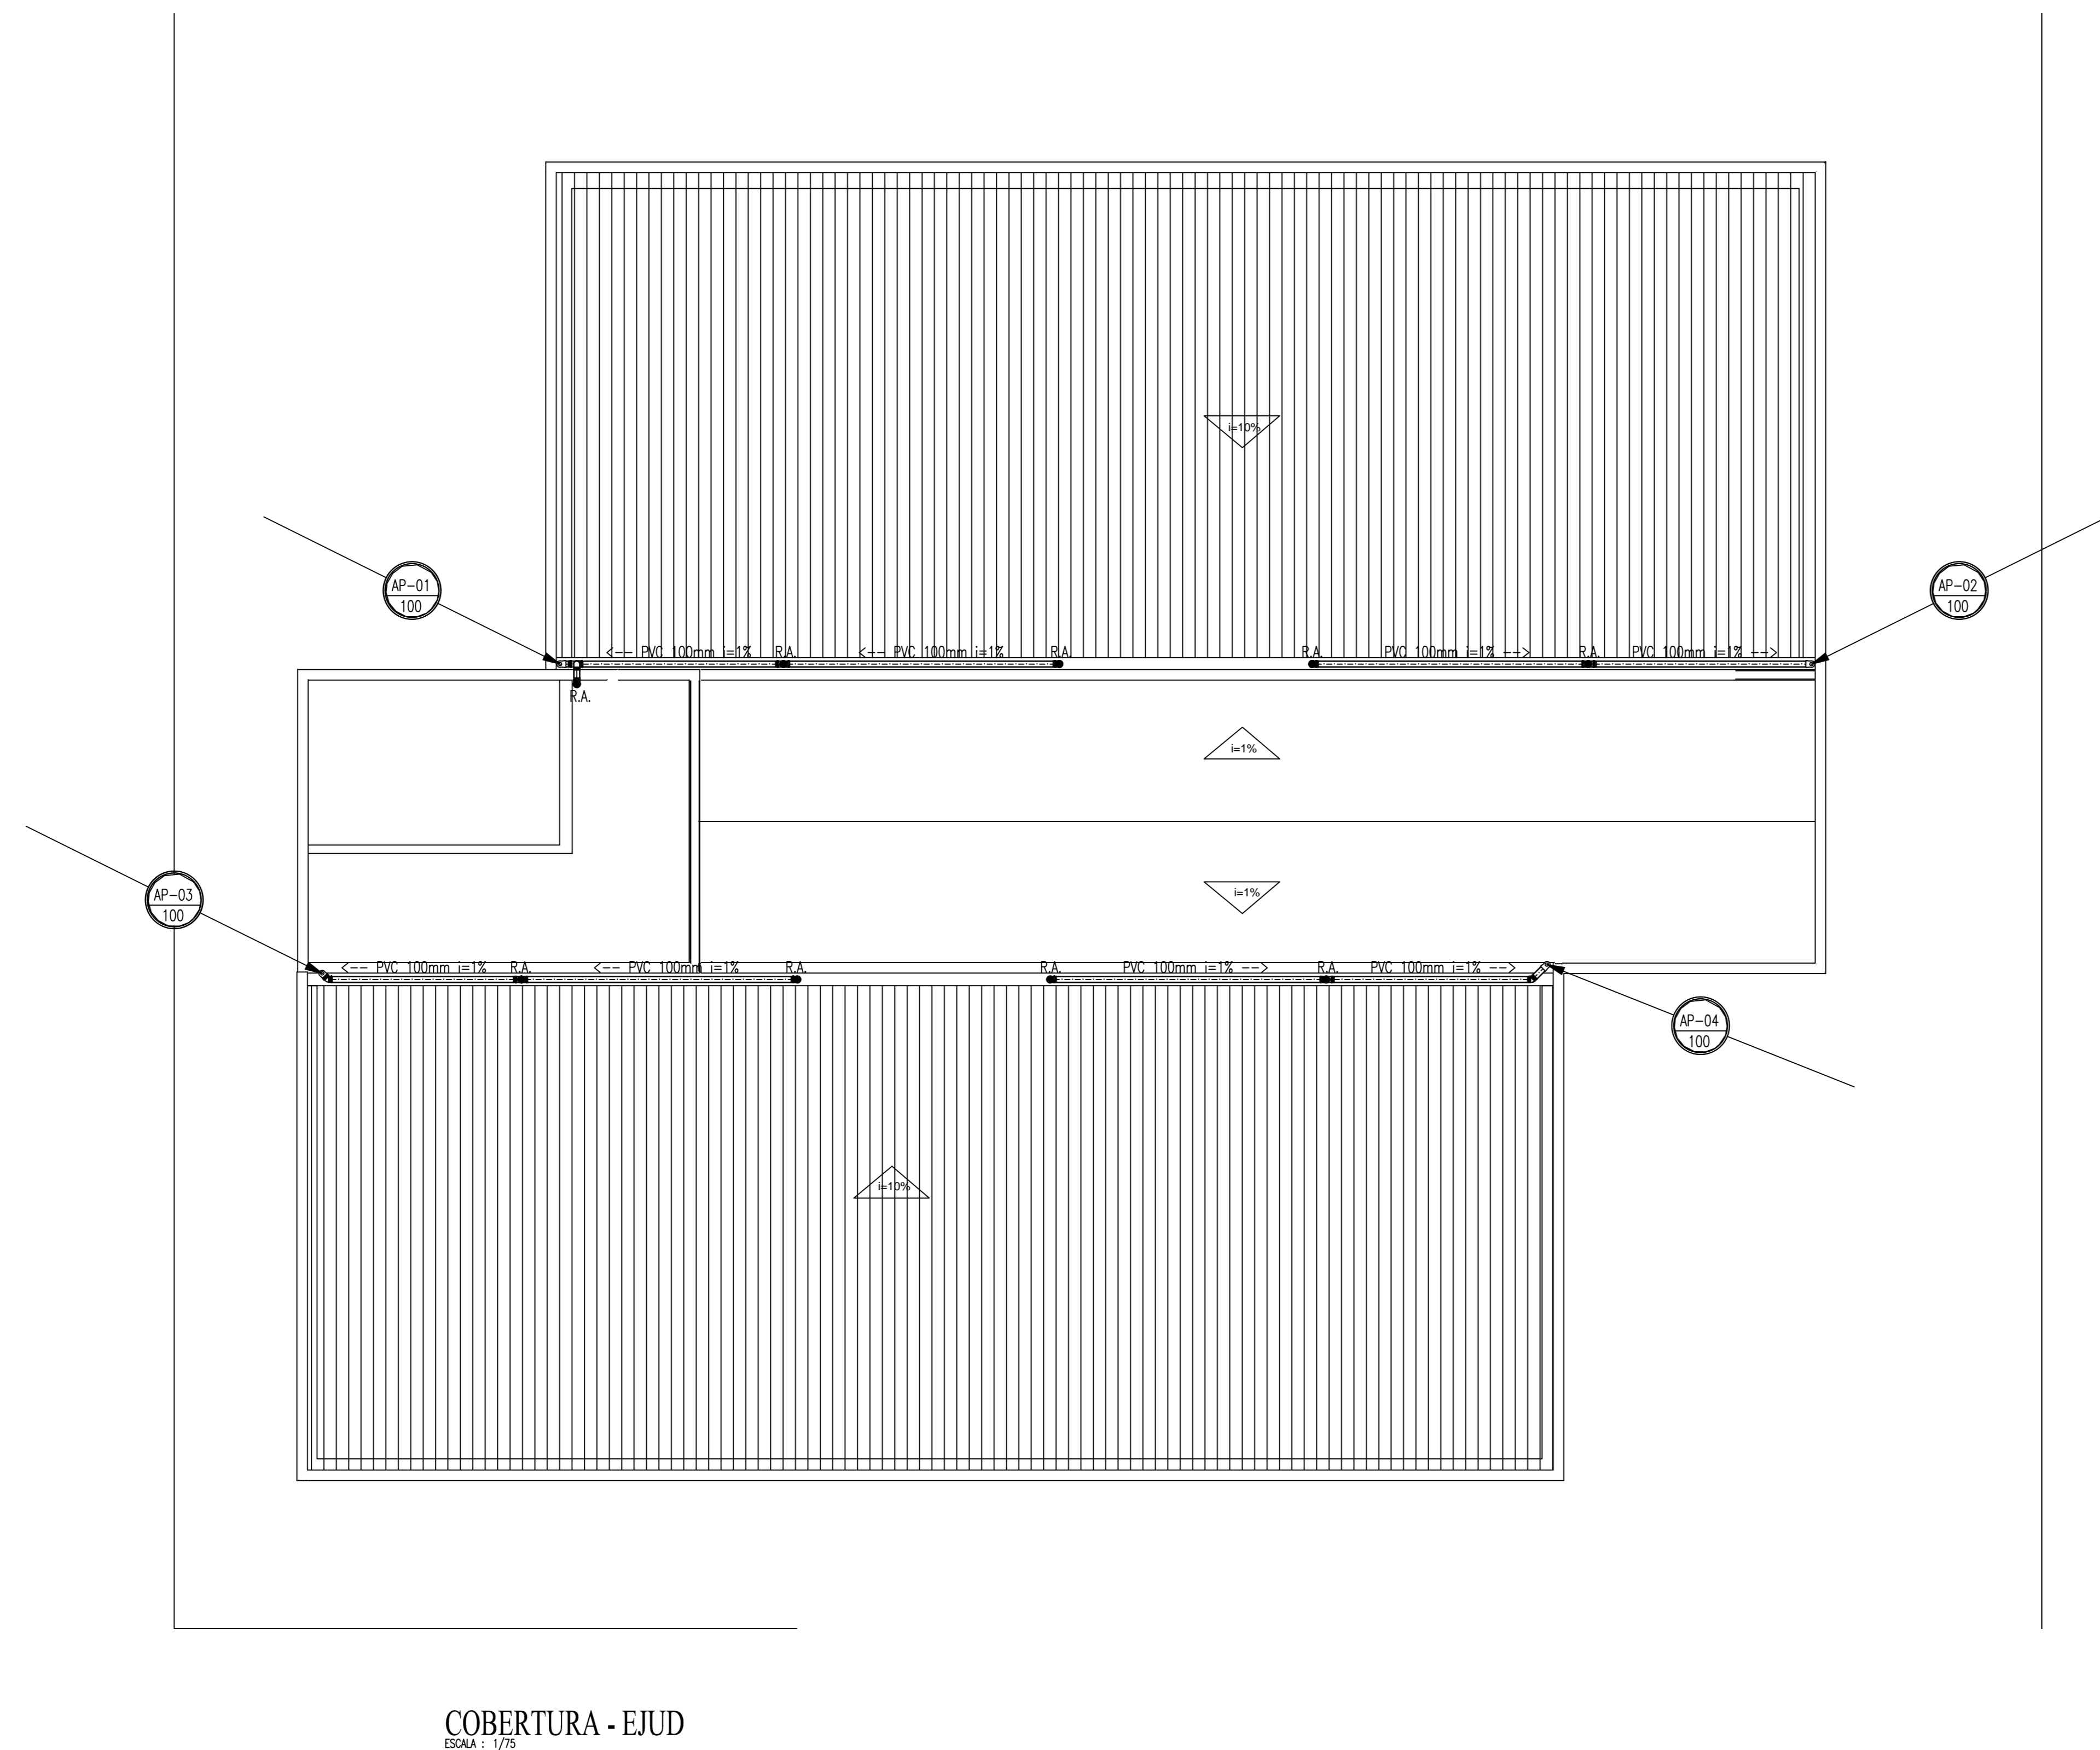 i=10%
AP-01
100
AP-02
100
<-- PVC 100mm i=1% R.A. <-- PVC 100mm i=1% R.A. R.A. PVC 100mm i=1% --> R.A. PVC 100mm i=1% -->
R.A.
i=1%
AP-03
100
i=1%
<-- PVC 100mm i=1% R.A. <-- PVC 100mm i=1% R.A. R.A. PVC 100mm i=1% --> R.A. PVC 100mm i=1% -->
AP-04
100
i=10%
COBERTURA - EJUD
ESCALA : 1/75